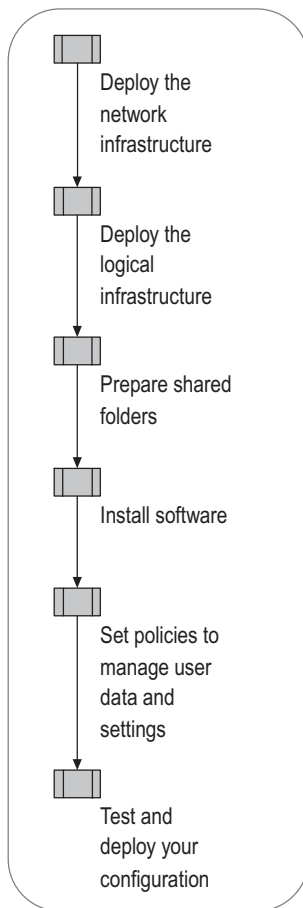 Deploy the
network
infrastructure
Deploy the
logical
infrastructure
Prepare shared
folders
Install software
Set policies to
manage user
data and
settings
Test and
deploy your
configuration